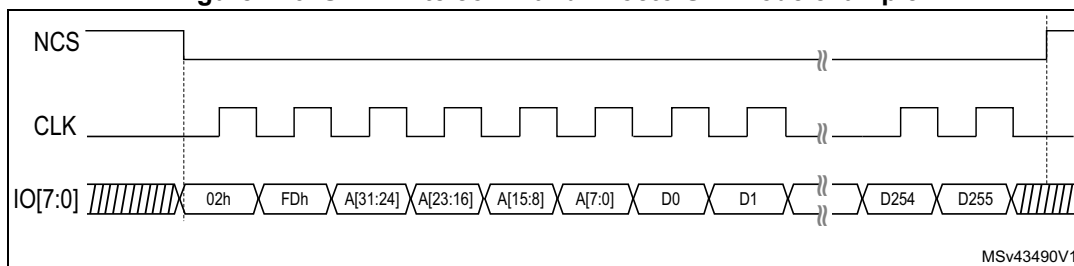 NCS
CLK
IO[7:0] 02h FDh A[31:24] A[23:16] A[15:8] A[7:0] D0 D1 D254 D255
MSv43490V1